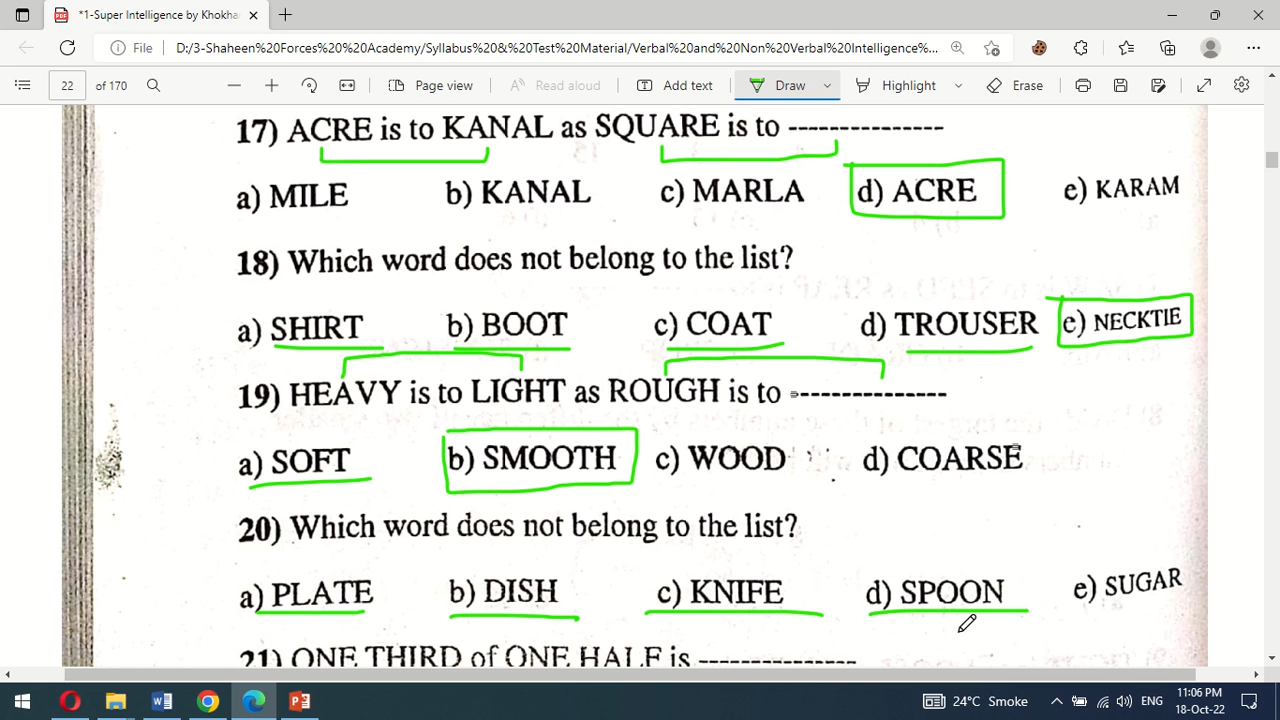 *1-Super Intelligence by Khokha
File
D:/3-Shaheen%20Forces%20%20Academy/Syllabus%20&%20Test%20Material/Verbal%20and%20Non%20Verbal%20Intelligence%...
22 of 170
Page view
Read aloud
Add text
Draw
Highlight
Erase
17) ACRE is to KANAL as SQUARE is to ---------------
a) MILE b) KANAL c) MARLA d) ACRE e) KARAM
18) Which word does not belong to the list?
a) SHIRT b) BOOT c) COAT d) TROUSER e) NECKTIE
19) HEAVY is to LIGHT as ROUGH is to ---------------
a) SOFT b) SMOOTH c) WOOD d) COARSE
20) Which word does not belong to the list?
a) PLATE b) DISH c) KNIFE d) SPOON e) SUGAR
21) ONE THIRD of ONE HALF is ---------------
24°C Smoke
ENG
11:06 PM
18-Oct-22